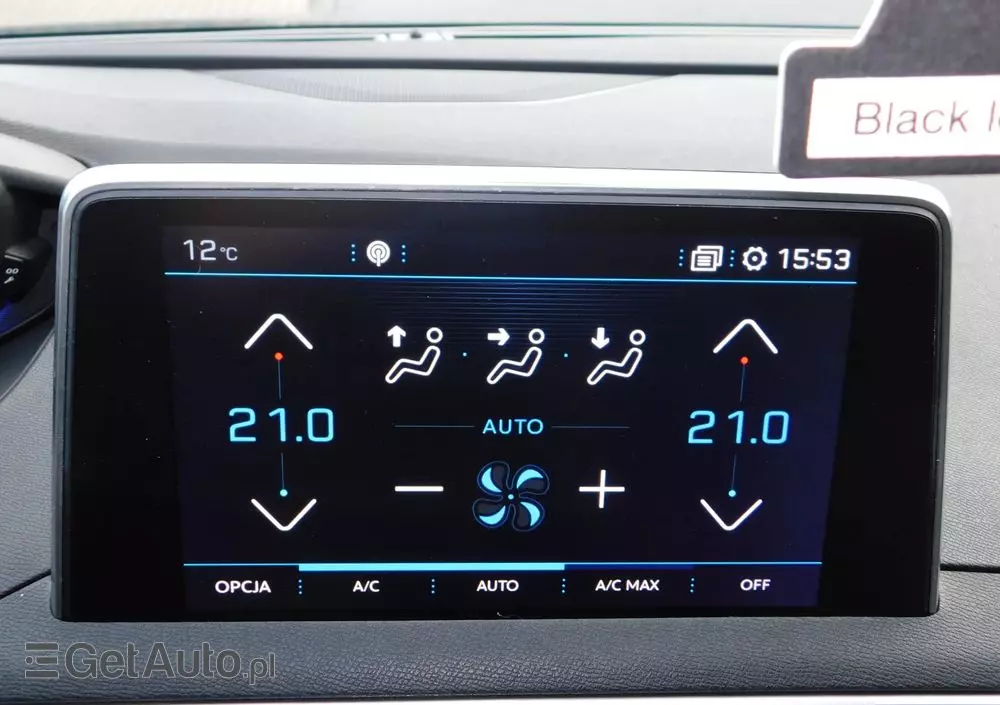 Black
12°C
15:53
21.0
21.0
AUTO
OPCJA A/C AUTO A/C MAX OFF
GetAuto.pl